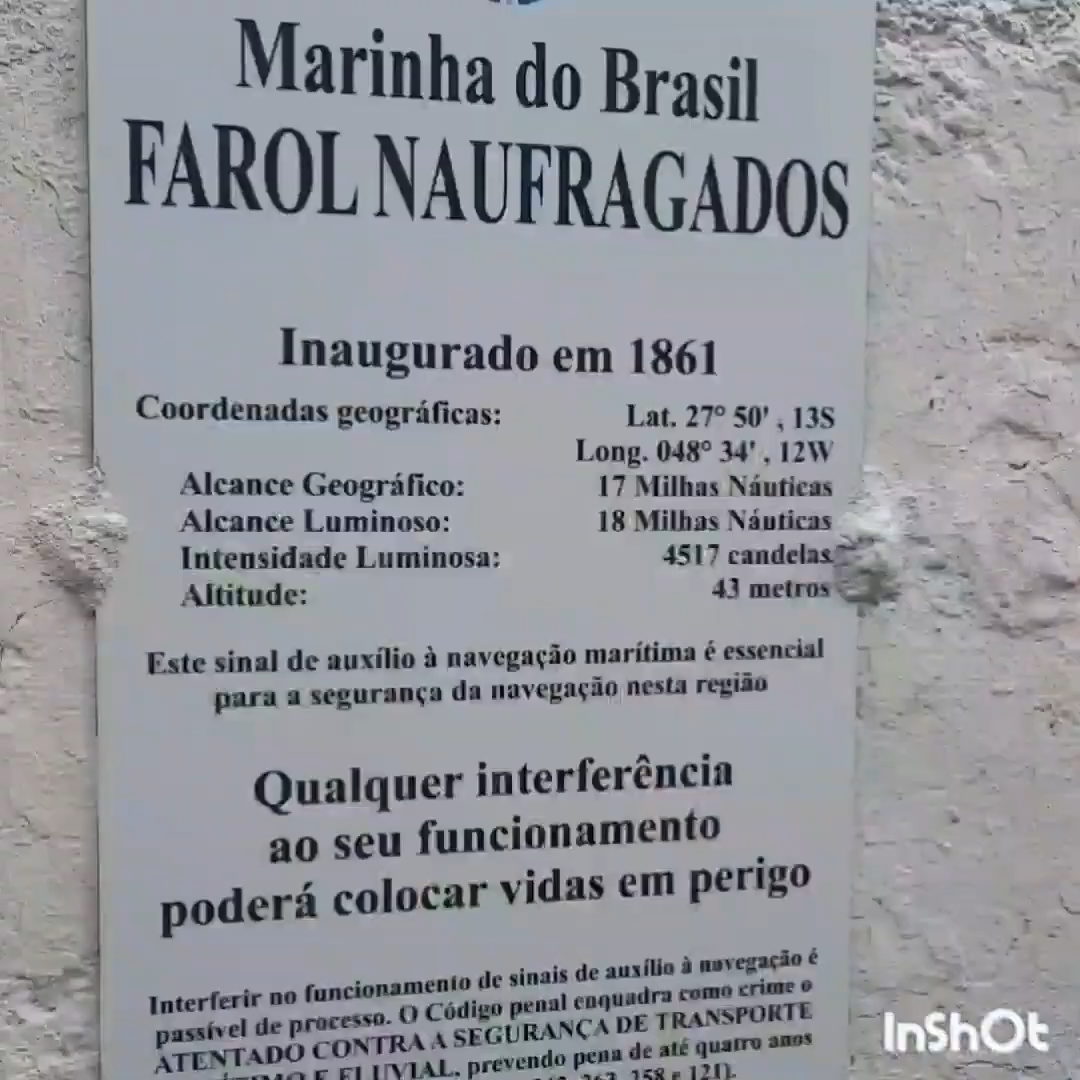 Marinha do Brasil
FAROL NAUFRAGADOS
Inaugurado em 1861
Coordenadas geográficas: Lat. 27° 50' , 13S
Long. 048° 34' , 12W
Alcance Geográfico: 17 Milhas Náuticas
Alcance Luminoso: 18 Milhas Náuticas
Intensidade Luminosa: 4517 candelas
Altitude: 43 metros
Este sinal de auxílio à navegação marítima é essencial
para a segurança da navegação nesta região
Qualquer interferência
ao seu funcionamento
poderá colocar vidas em perigo
Interferir no funcionamento de sinais de auxílio à navegação é
passível de processo. O Código penal enquadra como crime o
ATENTADO CONTRA A SEGURANÇA DE TRANSPORTE
E FLUVIAL, prevendo pena de até quatro anos
258 e 121).
InShOt